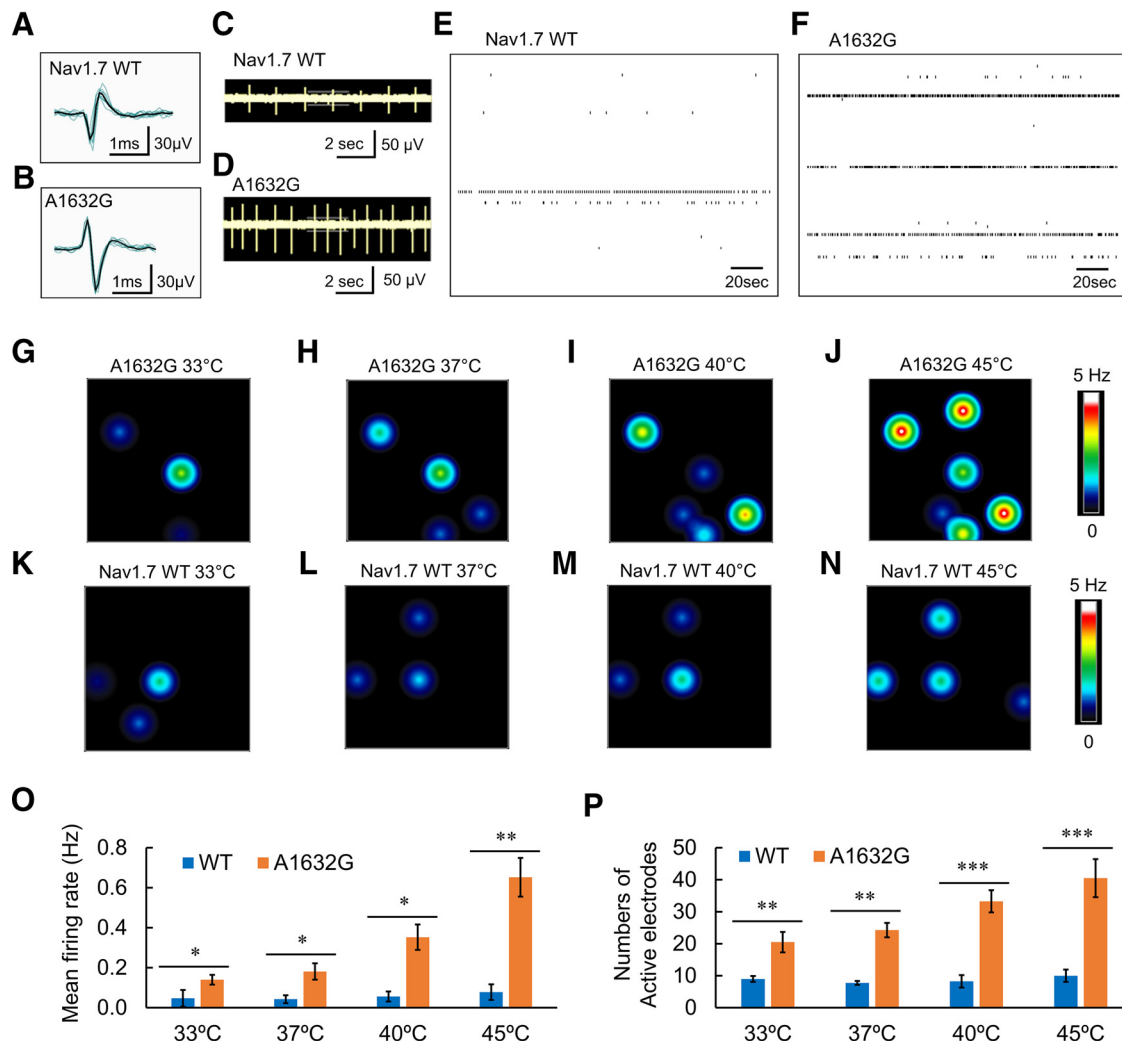 A
Nav1.7 WT
1ms
30µV
B
A1632G
1ms
30µV
C
Nav1.7 WT
2 sec
50 µV
D
A1632G
2 sec
50 µV
E
Nav1.7 WT
20sec
F
A1632G
20sec
G
A1632G 33°C
H
A1632G 37°C
I
A1632G 40°C
J
A1632G 45°C
5 Hz
0
K
Nav1.7 WT 33°C
L
Nav1.7 WT 37°C
M
Nav1.7 WT 40°C
N
Nav1.7 WT 45°C
5 Hz
0
O
Mean firing rate (Hz)
0.8
0.6
0.4
0.2
0.0
WT
A1632G
*
*
*
**
33ºC
37ºC
40ºC
45ºC
P
Numbers of
Active electrodes
50
40
30
20
10
0
WT
A1632G
**
**
***
***
33ºC
37ºC
40ºC
45ºC